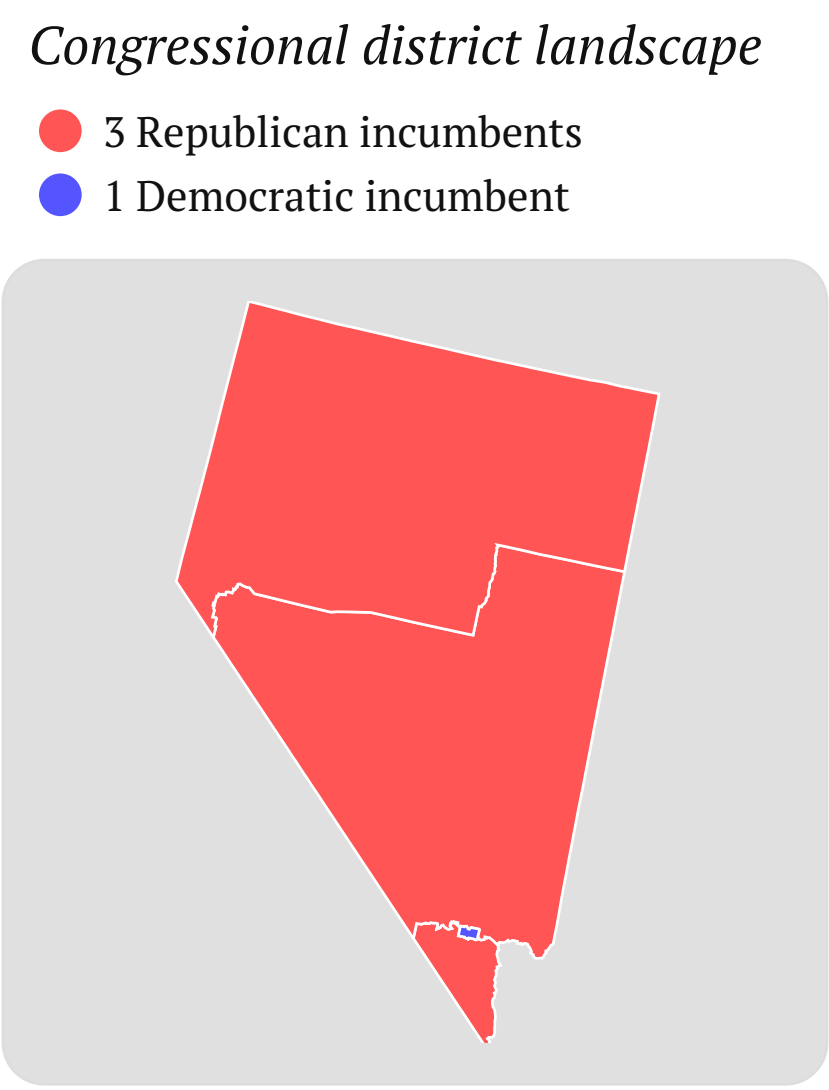 Congressional district landscape
3 Republican incumbents
1 Democratic incumbent